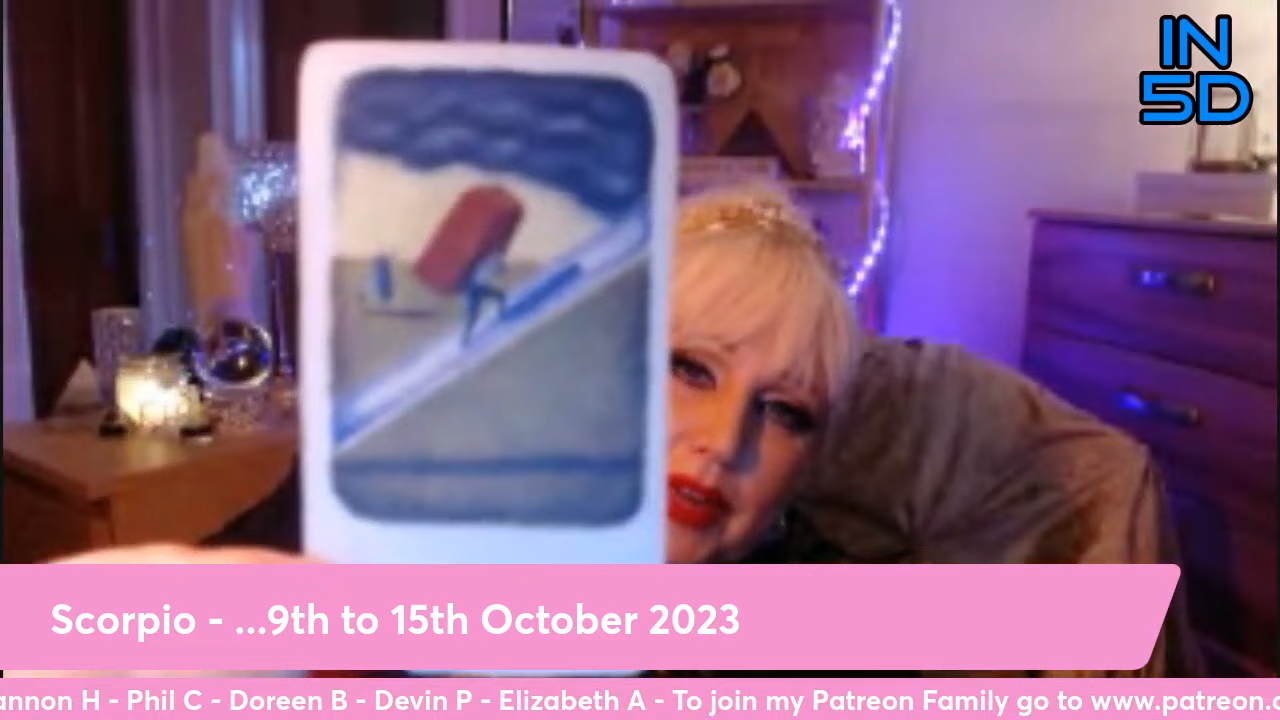 IN
5D
Scorpio - ...9th to 15th October 2023
annon H - Phil C - Doreen B - Devin P - Elizabeth A - To join my Patreon Family go to www.patreon.c